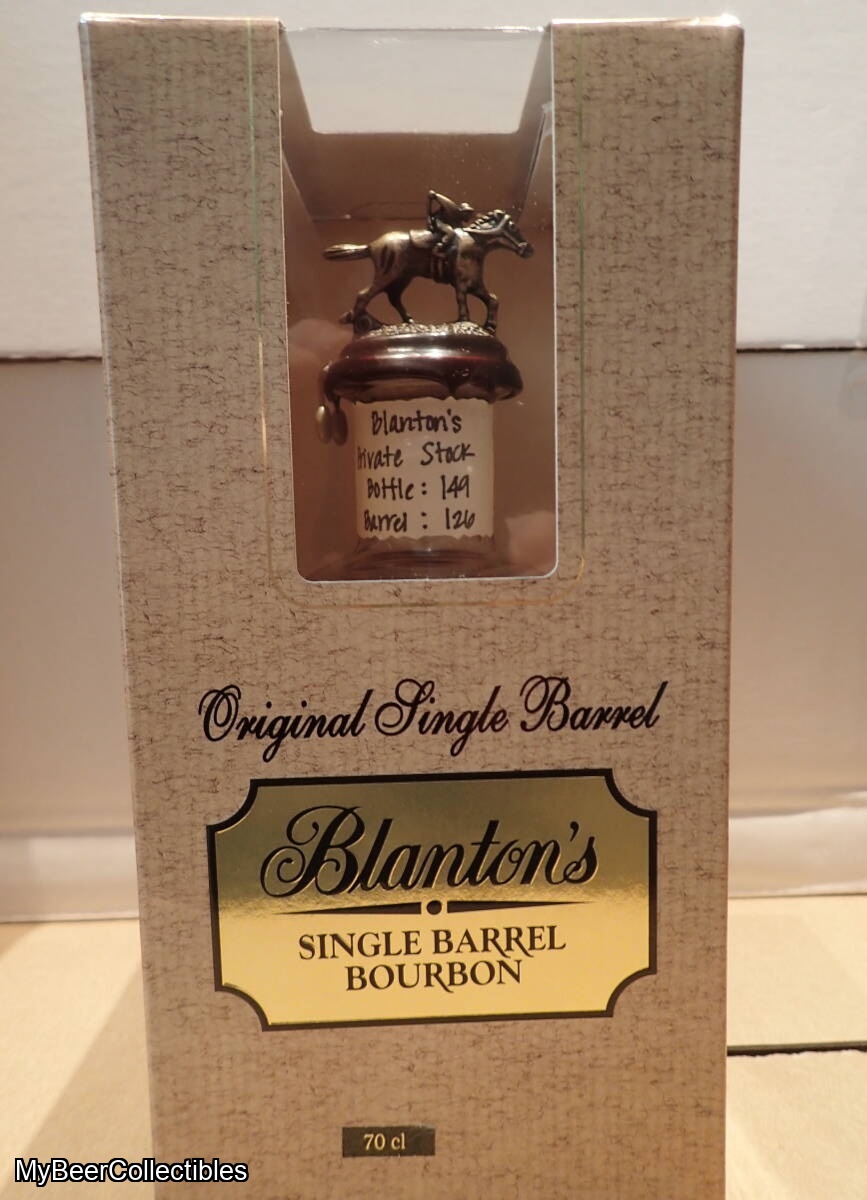 Blanton's
Private Stock
Bottle: 149
Barrel: 126
Original Single Barrel
Blanton's
SINGLE BARREL
BOURBON
70 cl
MyBeerCollectibles